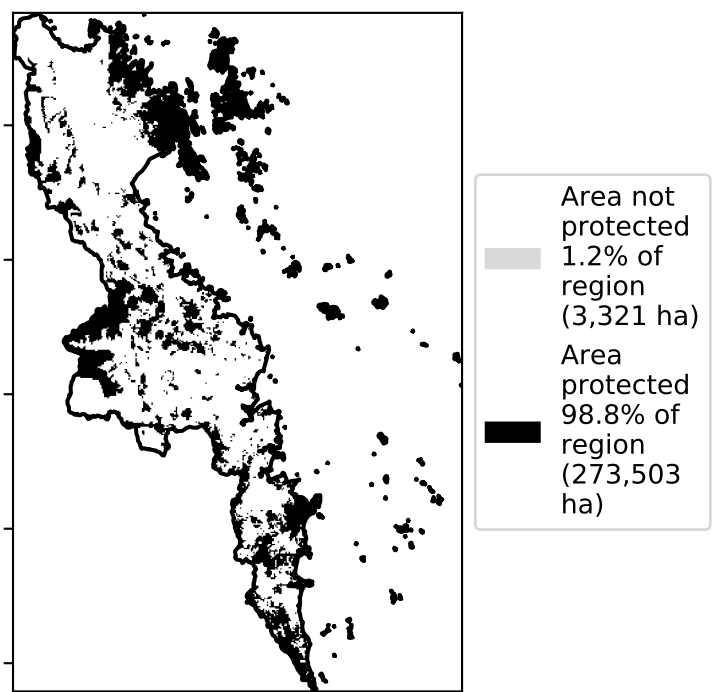 Area not
protected
1.2% of
region
(3,321 ha)
Area
protected
98.8% of
region
(273,503
ha)